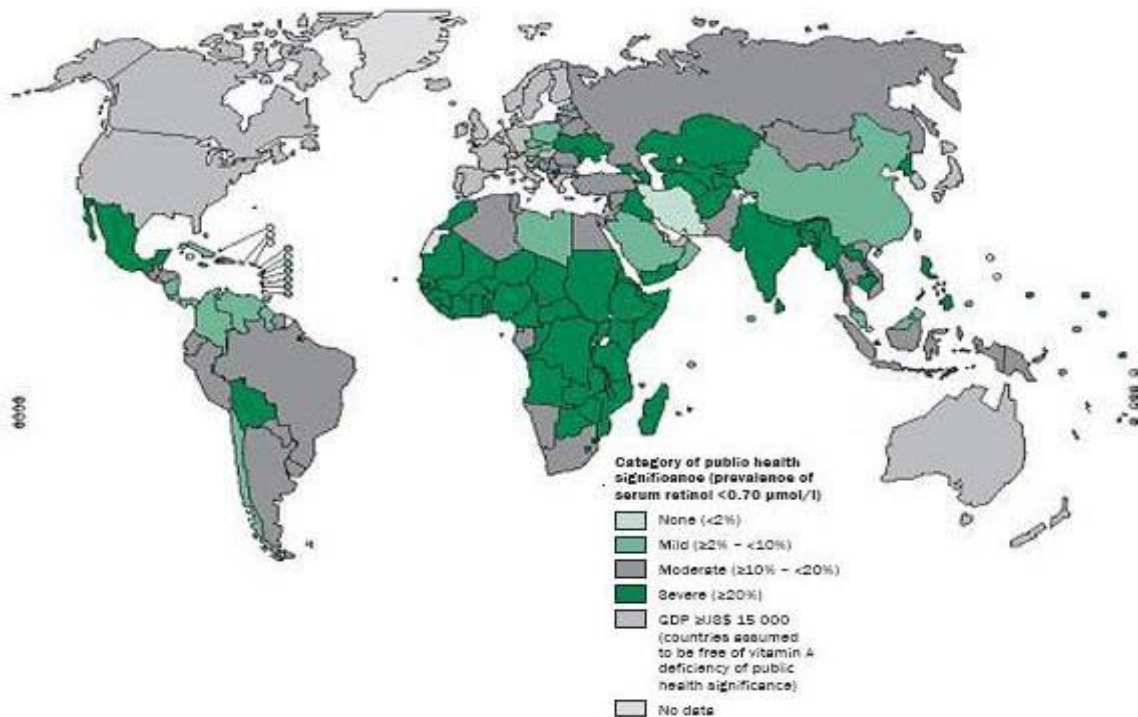 Category of public health
significance (prevalence of
serum retinol <0.70 µmol/l)
None (<2%)
Mild (≥2% – <10%)
Moderate (≥10% – <20%)
Severe (≥20%)
GDP ≥US$ 15 000
(countries assumed
to be free of vitamin A
deficiency of public
health significance)
No data